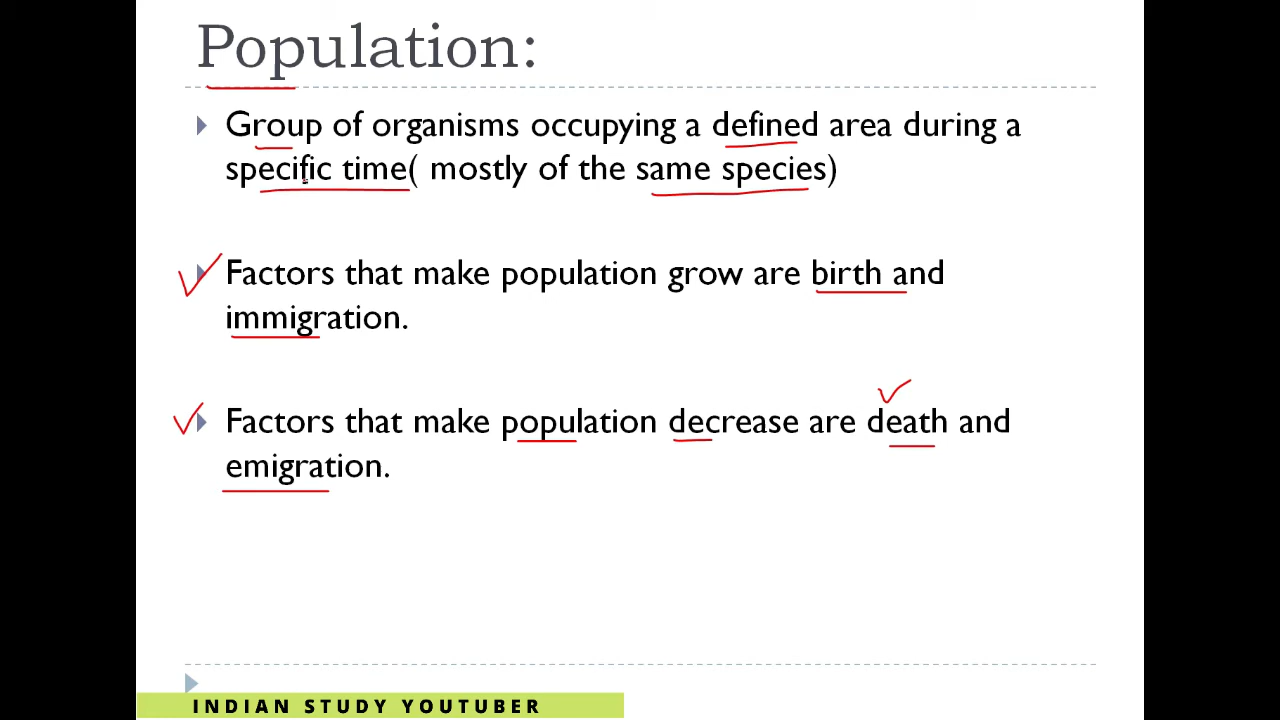 Population:
Group of organisms occupying a defined area during a
specific time( mostly of the same species)
Factors that make population grow are birth and
immigration.
Factors that make population decrease are death and
emigration.
INDIAN STUDY YOUTUBER